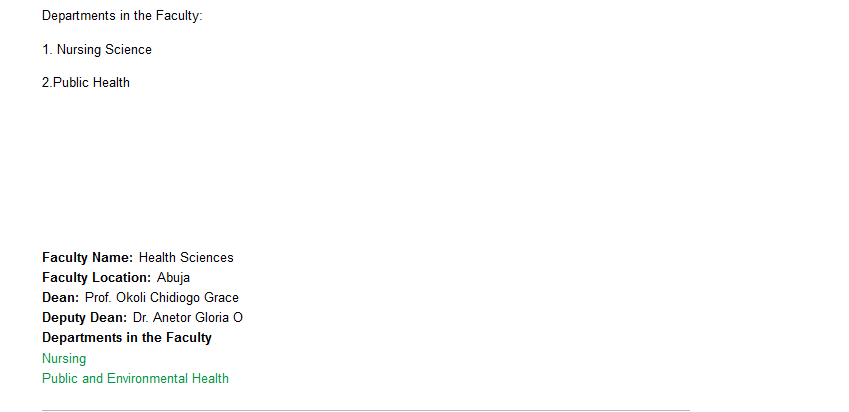 Departments in the Faculty:
1. Nursing Science
2.Public Health
Faculty Name: Health Sciences
Faculty Location: Abuja
Dean: Prof. Okoli Chidiogo Grace
Deputy Dean: Dr. Anetor Gloria O
Departments in the Faculty
Nursing
Public and Environmental Health